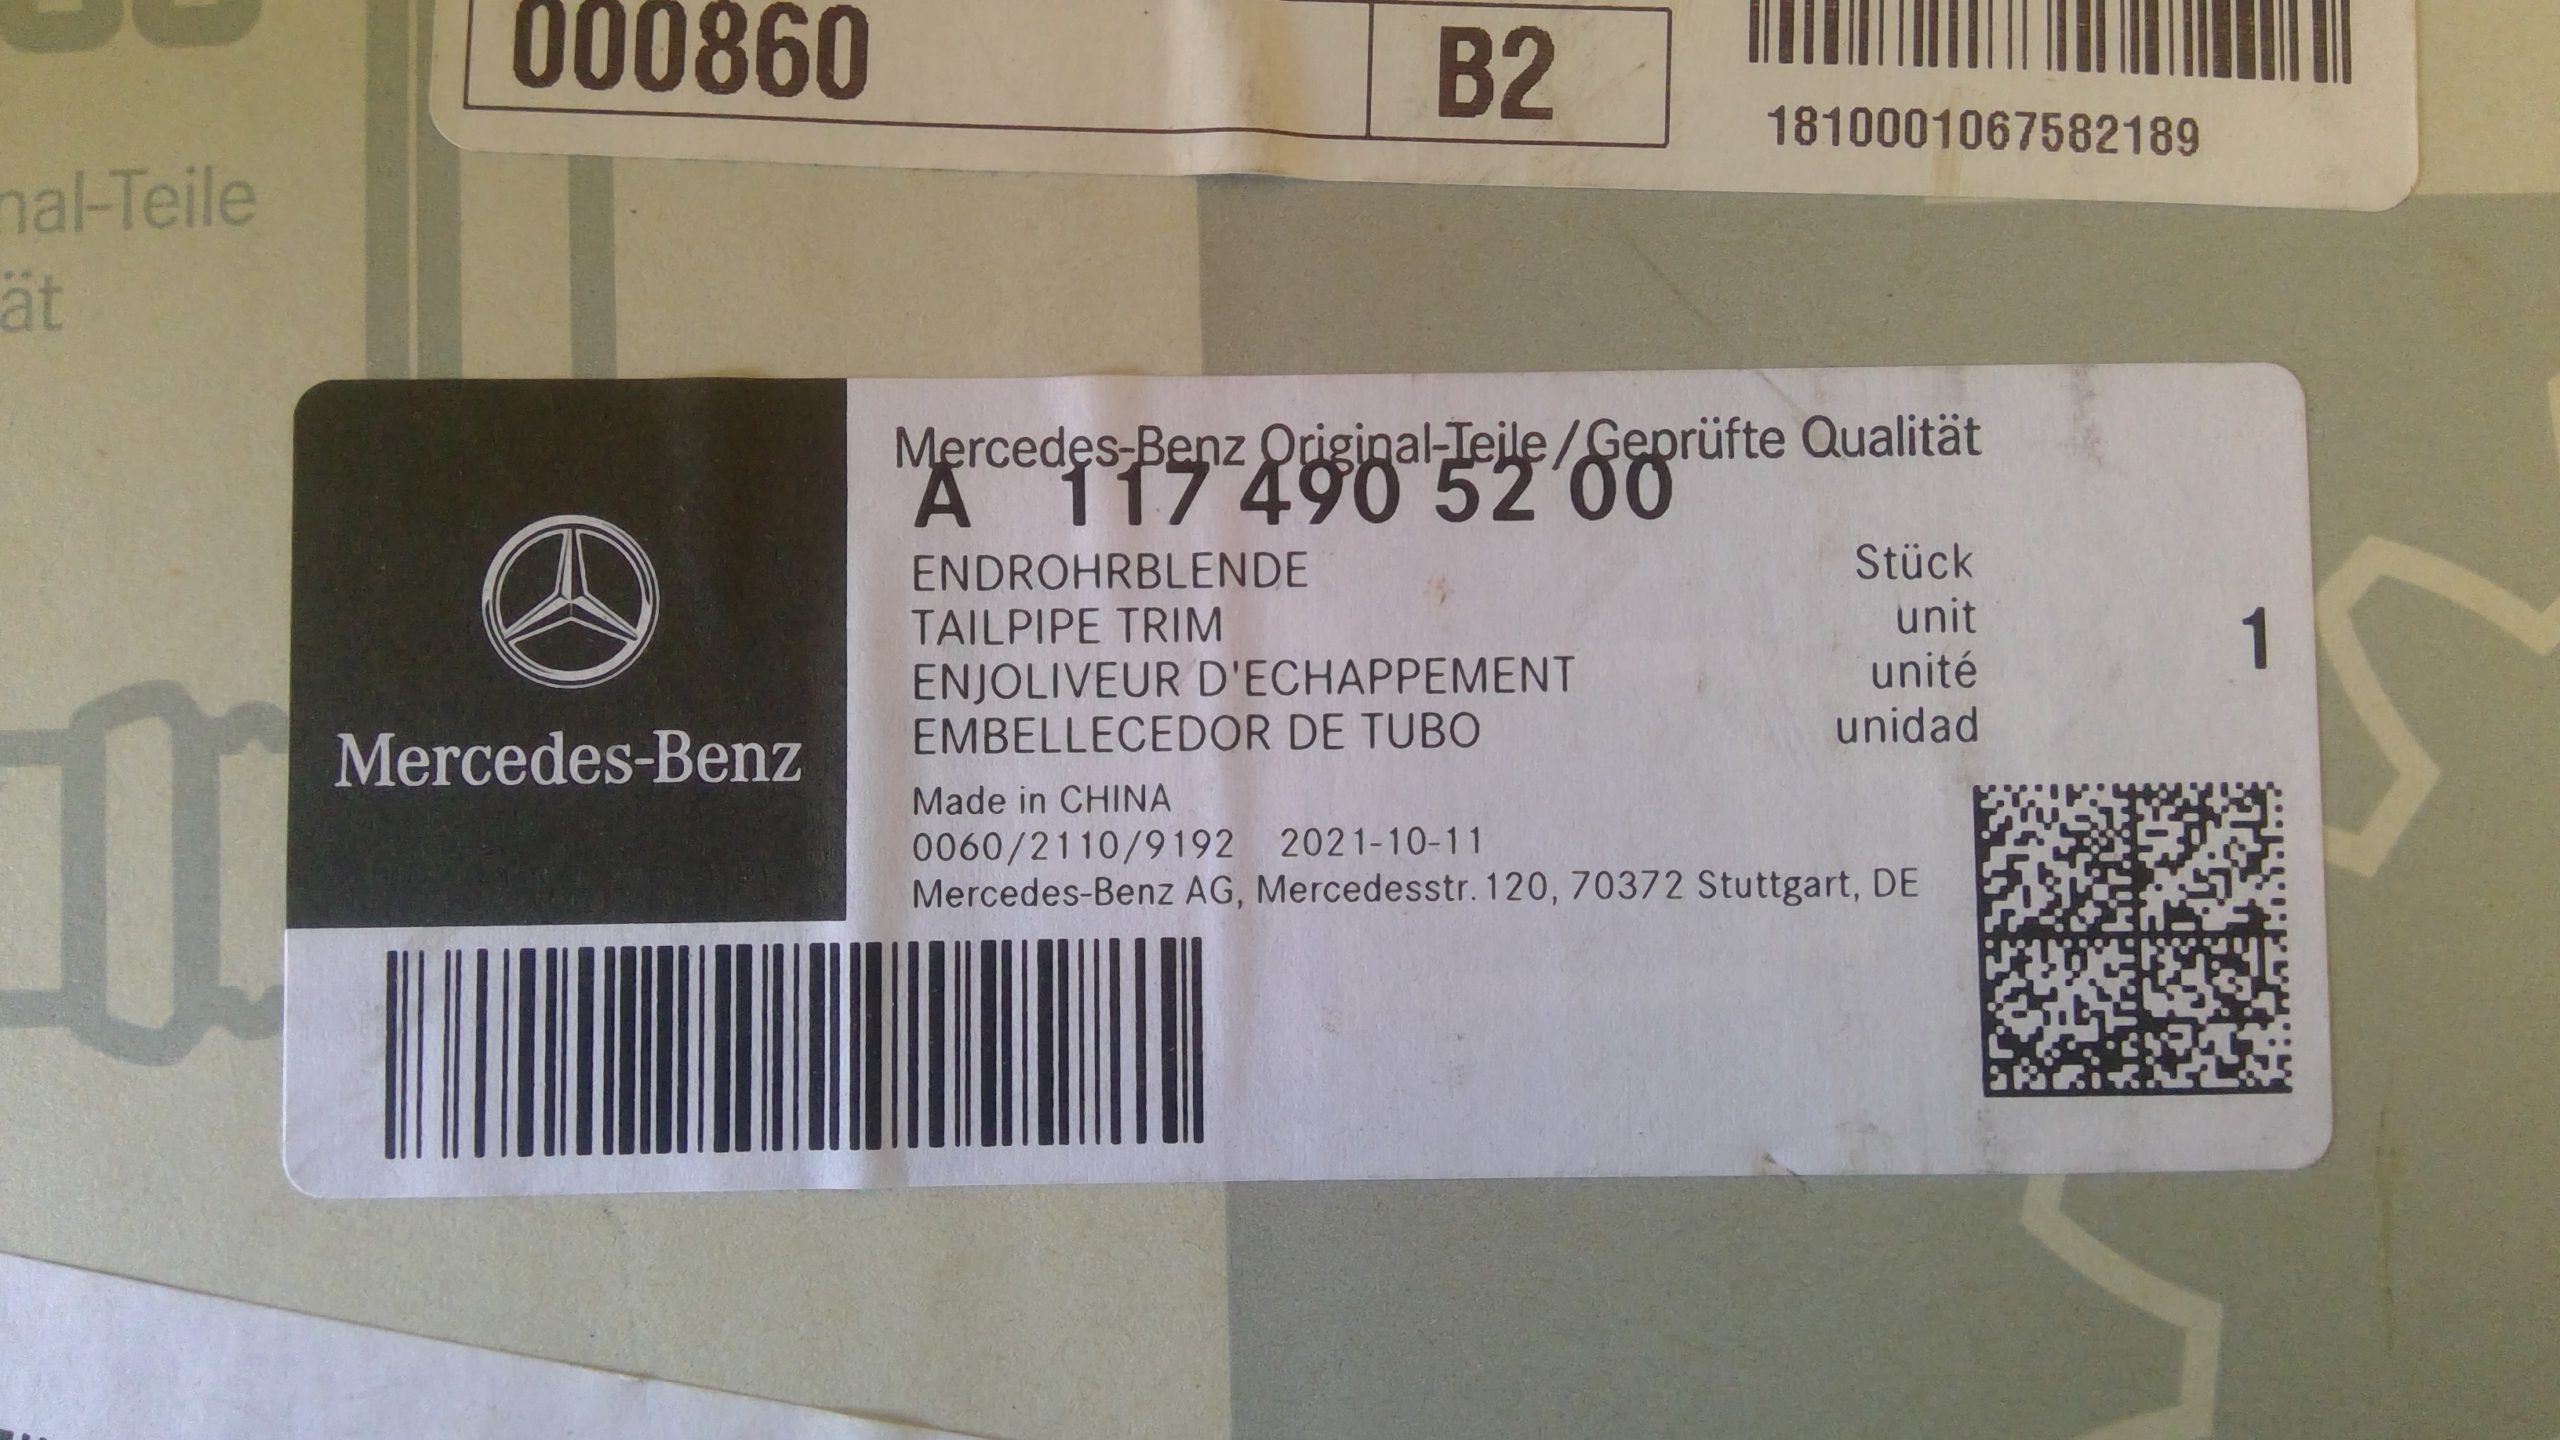 000860
B2
1810001067582189
nal-Teile
ät
Mercedes-Benz
Mercedes-Benz Original-Teile/Geprüfte Qualität
A 117 490 52 00
ENDROHRBLENDE
TAILPIPE TRIM
ENJOLIVEUR D'ECHAPPEMENT
EMBELLECEDOR DE TUBO
Stück
unit
unité
unidad
1
Made in CHINA
0060/2110/9192 2021-10-11
Mercedes-Benz AG, Mercedesstr. 120, 70372 Stuttgart, DE